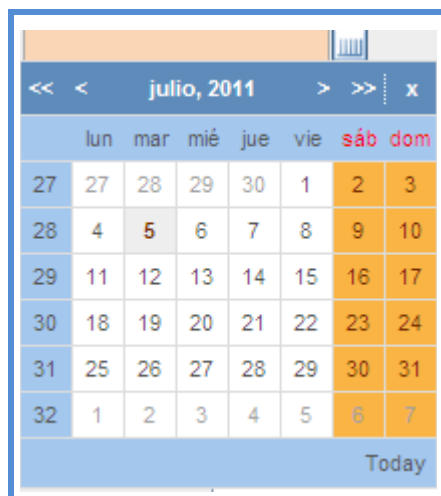 << < julio, 2011 > >> x
lun mar mié jue vie sáb dom
27 27 28 29 30 1 2 3
28 4 5 6 7 8 9 10
29 11 12 13 14 15 16 17
30 18 19 20 21 22 23 24
31 25 26 27 28 29 30 31
32 1 2 3 4 5 6 7
Today